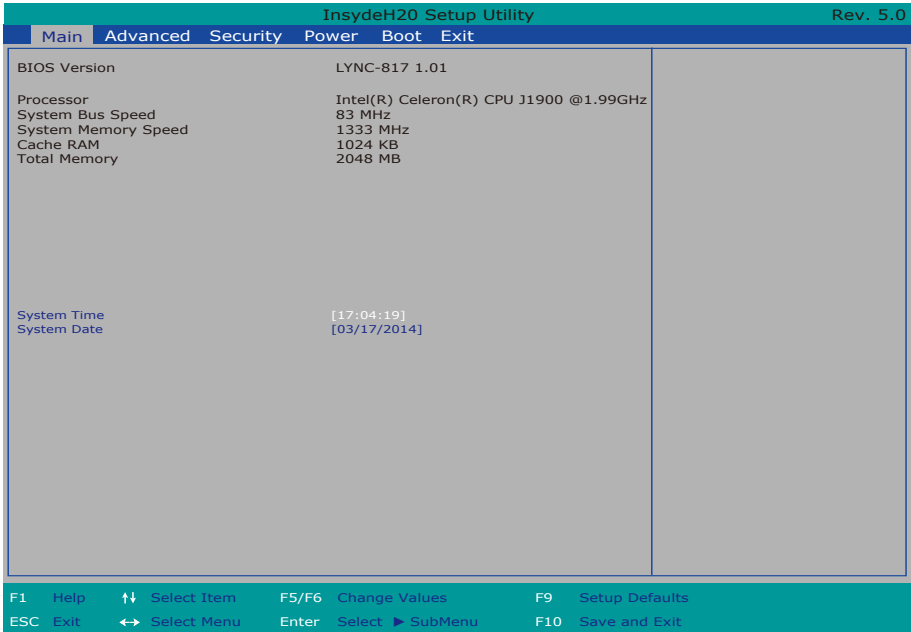 InsydeH20 Setup Utility Rev. 5.0
Main Advanced Security Power Boot Exit
BIOS Version LYNC-817 1.01
Processor Intel(R) Celeron(R) CPU J1900 @1.99GHz
System Bus Speed 83 MHz
System Memory Speed 1333 MHz
Cache RAM 1024 KB
Total Memory 2048 MB
System Time [17:04:19]
System Date [03/17/2014]
F1 Help ↑↓ Select Item F5/F6 Change Values F9 Setup Defaults
ESC Exit ←→ Select Menu Enter Select ▶ SubMenu F10 Save and Exit